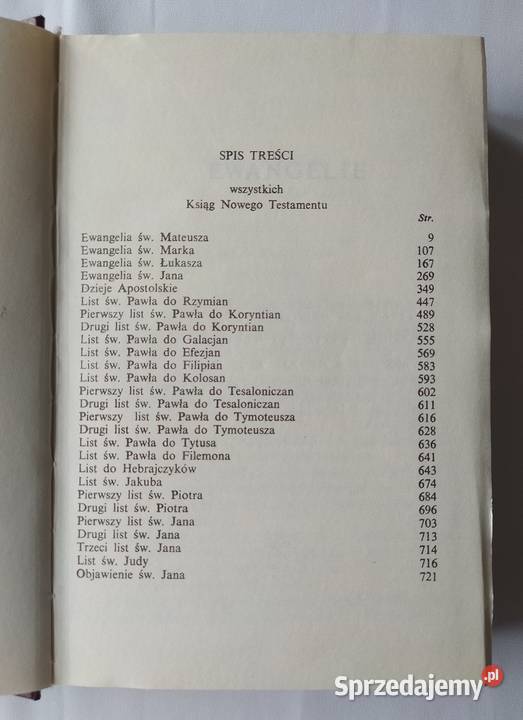 SPIS TREŚCI
wszystkich
Ksiąg Nowego Testamentu
Str.
Ewangelia św. Mateusza 9
Ewangelia św. Marka 107
Ewangelia św. Łukasza 167
Ewangelia św. Jana 269
Dzieje Apostolskie 349
List św. Pawła do Rzymian 447
Pierwszy list św. Pawła do Koryntian 489
Drugi list św. Pawła do Koryntian 528
List św. Pawła do Galacjan 555
List św. Pawła do Efezjan 569
List św. Pawła do Filipian 583
List św. Pawła do Kolosan 593
Pierwszy list św. Pawła do Tesaloniczan 602
Drugi list św. Pawła do Tesaloniczan 611
Pierwszy list św. Pawła do Tymoteusza 616
Drugi list św. Pawła do Tymoteusza 628
List św. Pawła do Tytusa 636
List św. Pawła do Filemona 641
List do Hebrajczyków 643
List św. Jakuba 674
Pierwszy list św. Piotra 684
Drugi list św. Piotra 696
Pierwszy list św. Jana 703
Drugi list św. Jana 713
Trzeci list św. Jana 714
List św. Judy 716
Objawienie św. Jana 721
Sprzedajemy.pl